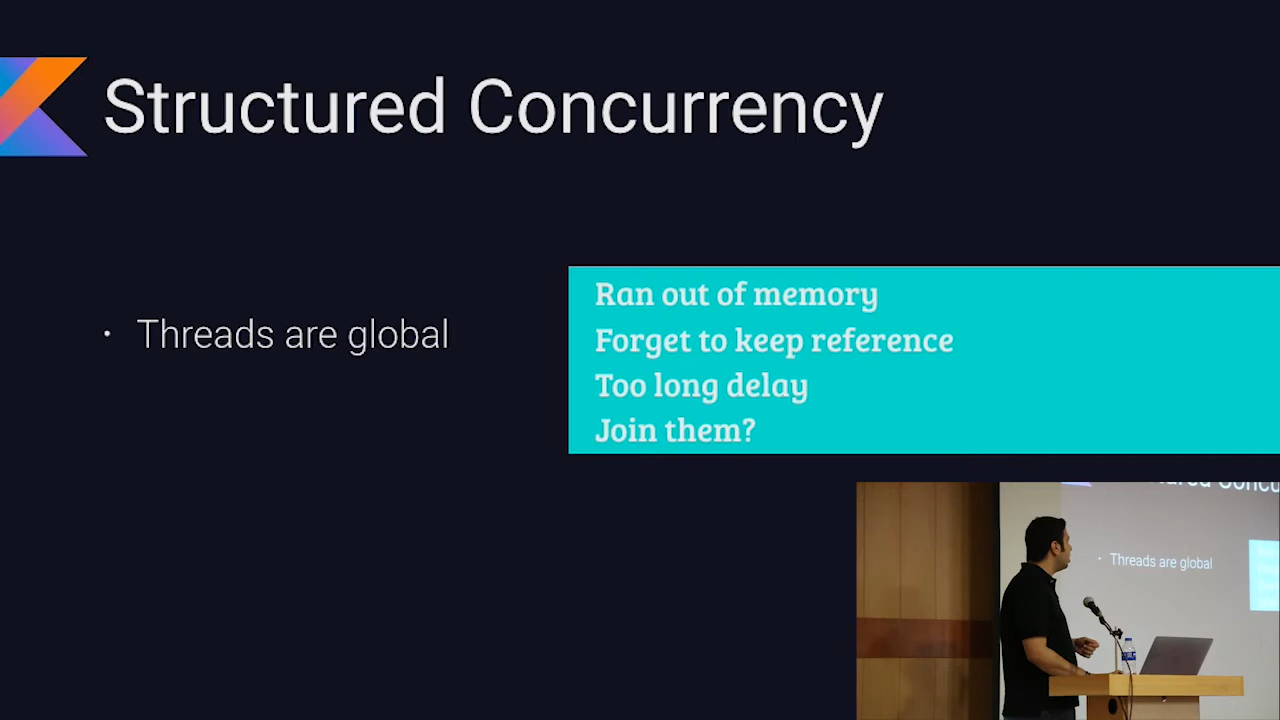 Structured Concurrency
• Threads are global
Ran out of memory
Forget to keep reference
Too long delay
Join them?
• Threads are global